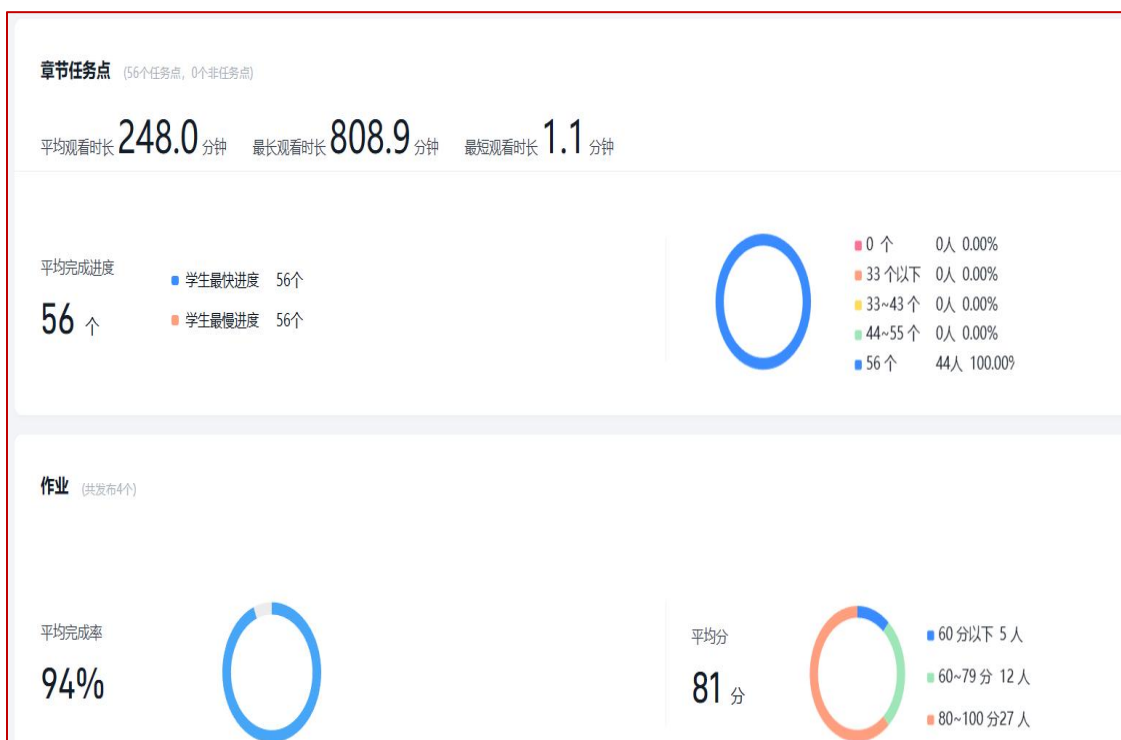 章节任务点 (56个任务点, 0个非任务点)
平均观看时长 248.0 分钟 最长观看时长 808.9 分钟 最短观看时长 1.1 分钟
平均完成进度
56 个
学生最快进度 56个
学生最慢进度 56个
0 个 0人 0.00%
33 个以下 0人 0.00%
33~43 个 0人 0.00%
44~55 个 0人 0.00%
56 个 44人 100.00%
作业 (共发布4个)
平均完成率
94%
平均分
81 分
60 分以下 5 人
60~79 分 12 人
80~100 分27 人